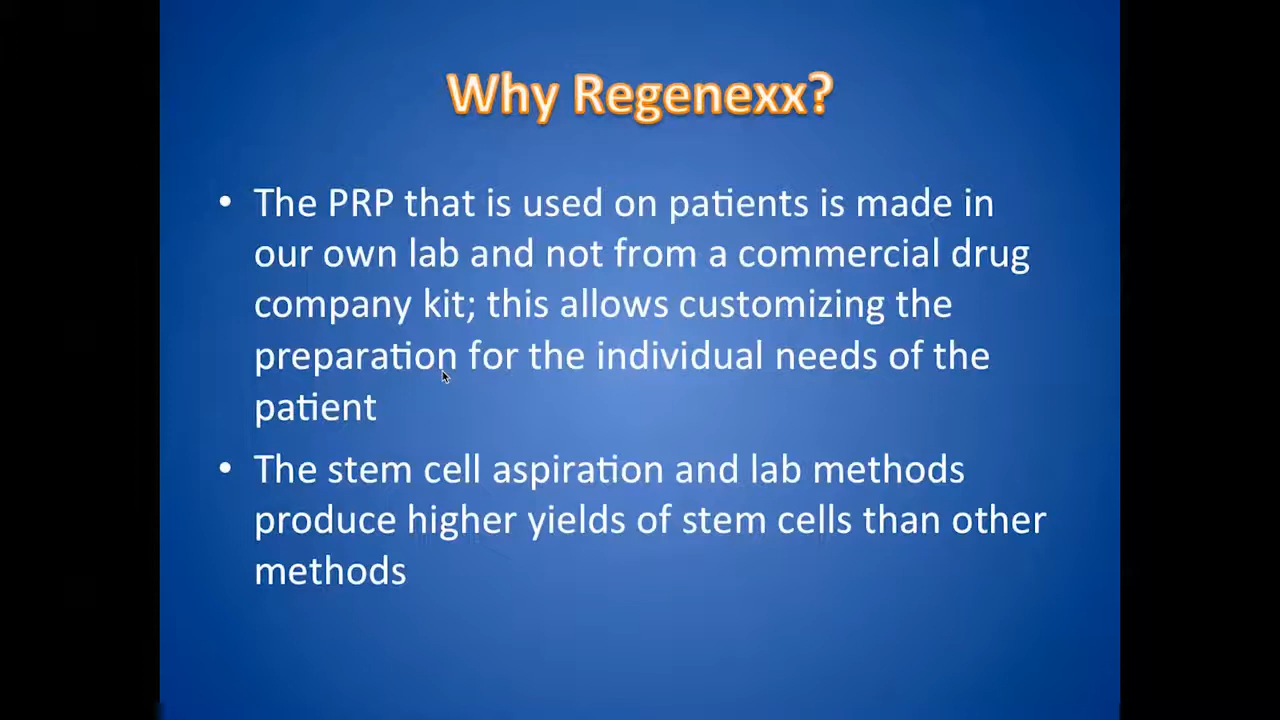 Why Regenexx?
• The PRP that is used on patients is made in
our own lab and not from a commercial drug
company kit; this allows customizing the
preparation for the individual needs of the
patient
• The stem cell aspiration and lab methods
produce higher yields of stem cells than other
methods